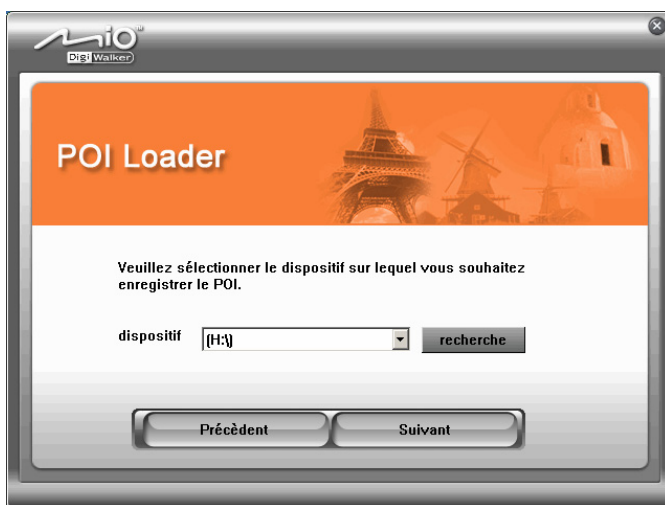 Mio
Digi Walker
POI Loader
Veuillez sélectionner le dispositif sur lequel vous souhaitez
enregistrer le POI.
dispositif (H:\) recherche
Précèdent Suivant